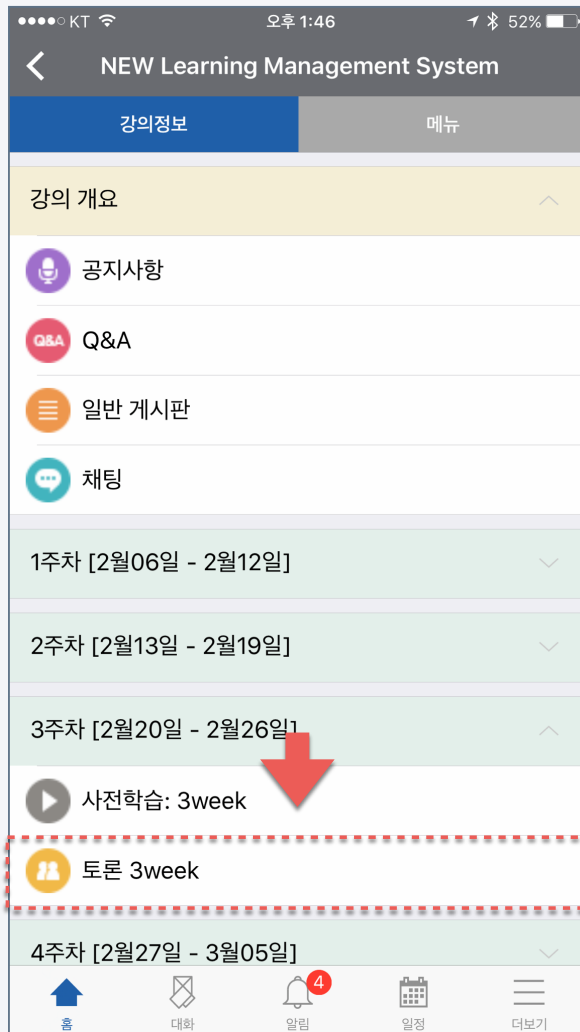 KT 오후 1:46 52%
NEW Learning Management System
강의정보 메뉴
강의 개요
공지사항
Q&A Q&A
일반 게시판
채팅
1주차 [2월06일 - 2월12일]
2주차 [2월13일 - 2월19일]
3주차 [2월20일 - 2월26일]
사전학습: 3week
토론 3week
4주차 [2월27일 - 3월05일]
4
홈 대화 알림 일정 더보기